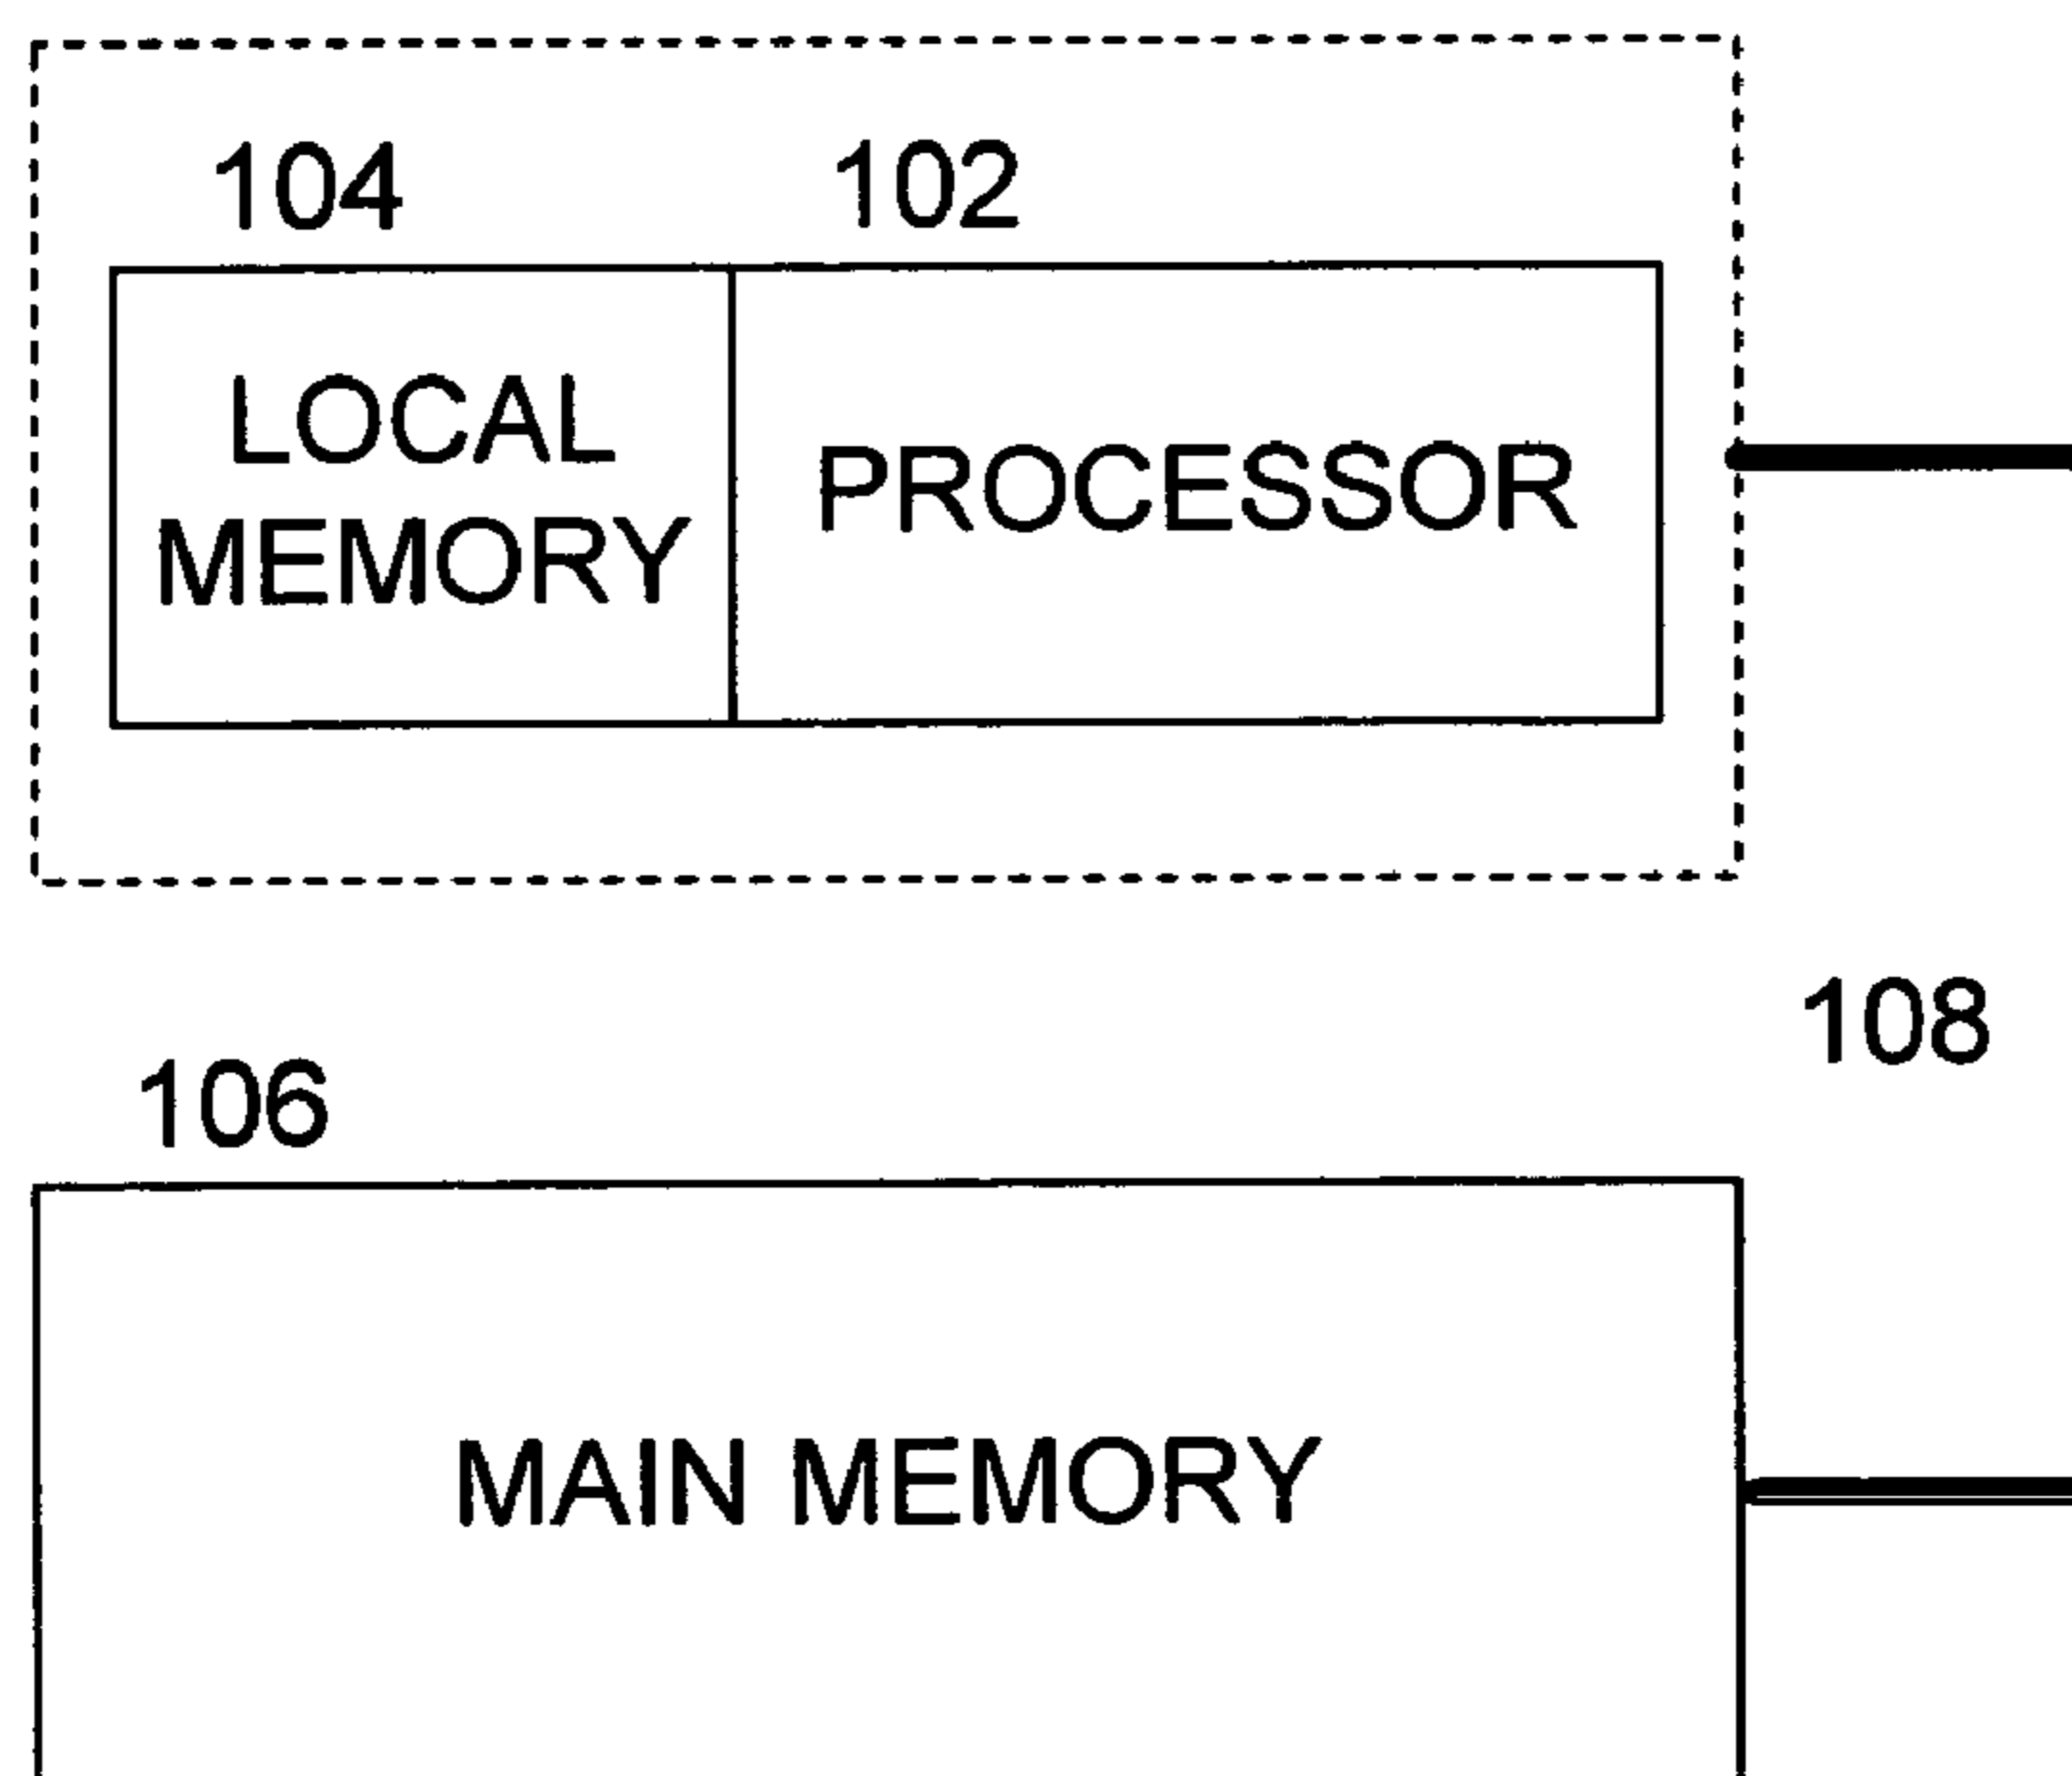 104
102
LOCAL
MEMORY
PROCESSOR
108
106
MAIN MEMORY